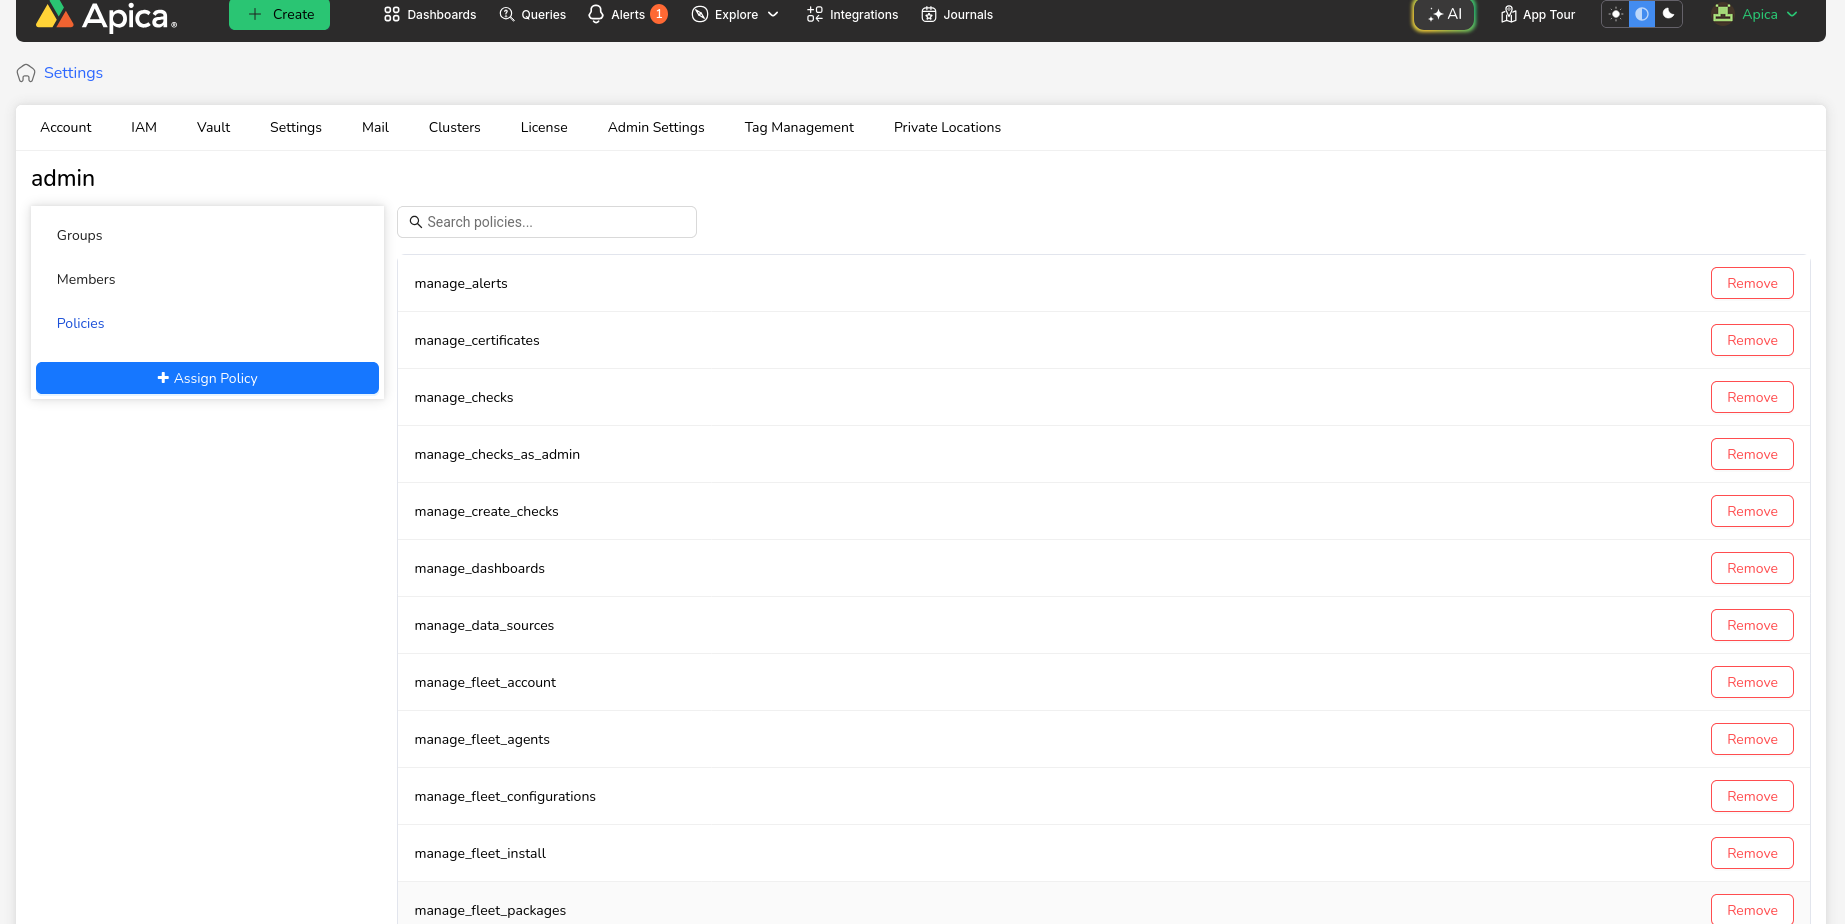 Apica
Create
Dashboards
Queries
Alerts 1
Explore
Integrations
Journals
AI
App Tour
Apica
Settings
Account
IAM
Vault
Settings
Mail
Clusters
License
Admin Settings
Tag Management
Private Locations
admin
Groups
Members
Policies
Assign Policy
Search policies...
manage_alerts Remove
manage_certificates Remove
manage_checks Remove
manage_checks_as_admin Remove
manage_create_checks Remove
manage_dashboards Remove
manage_data_sources Remove
manage_fleet_account Remove
manage_fleet_agents Remove
manage_fleet_configurations Remove
manage_fleet_install Remove
manage_fleet_packages Remove